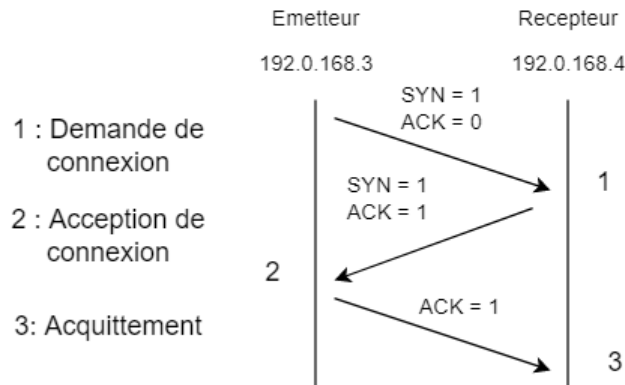 Emetteur
Recepteur
192.0.168.3
192.0.168.4
SYN = 1
ACK = 0
1 : Demande de
connexion
1
SYN = 1
ACK = 1
2 : Acception de
connexion
2
3: Acquittement
ACK = 1
3